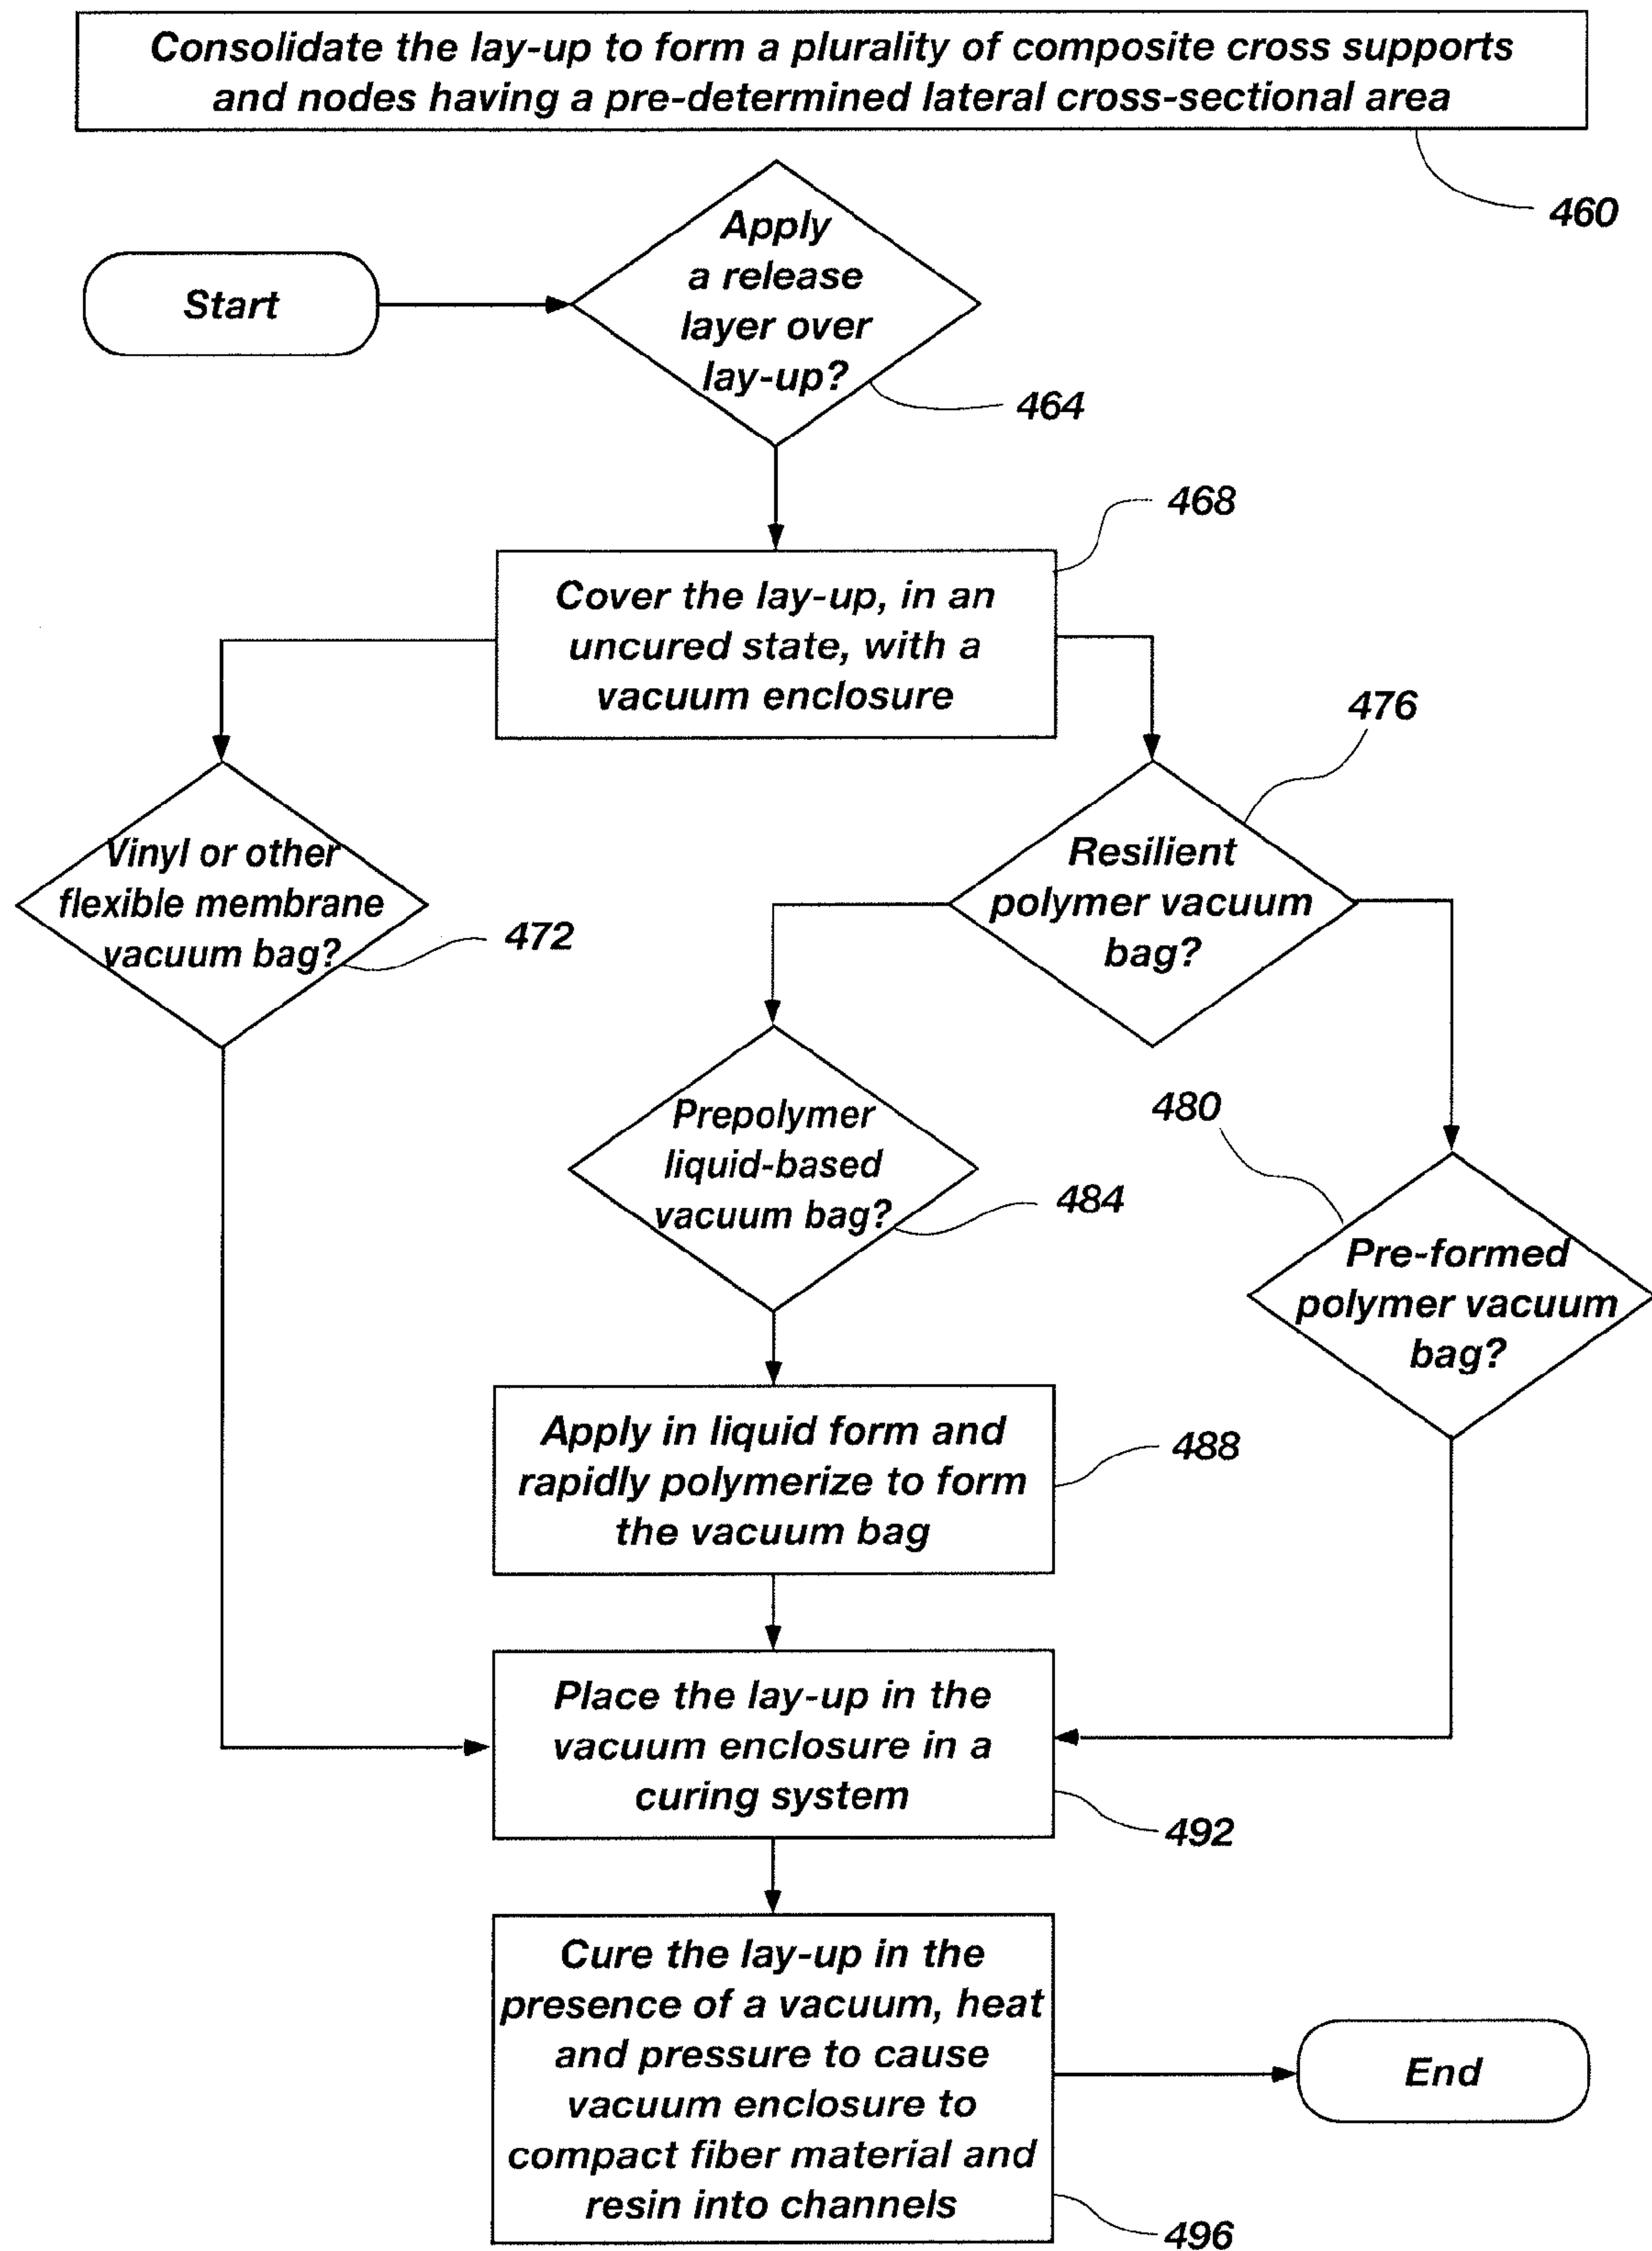 Consolidate the lay-up to form a plurality of composite cross supports
and nodes having a pre-determined lateral cross-sectional area
460
Start
Apply
a release
layer over
lay-up?
464
468
Cover the lay-up, in an
uncured state, with a
vacuum enclosure
476
Vinyl or other
flexible membrane
vacuum bag?
472
Resilient
polymer vacuum
bag?
480
Prepolymer
liquid-based
vacuum bag?
484
Pre-formed
polymer vacuum
bag?
Apply in liquid form and
rapidly polymerize to form
the vacuum bag
488
Place the lay-up in the
vacuum enclosure in a
curing system
492
Cure the lay-up in the
presence of a vacuum, heat
and pressure to cause
vacuum enclosure to
compact fiber material and
resin into channels
496
End